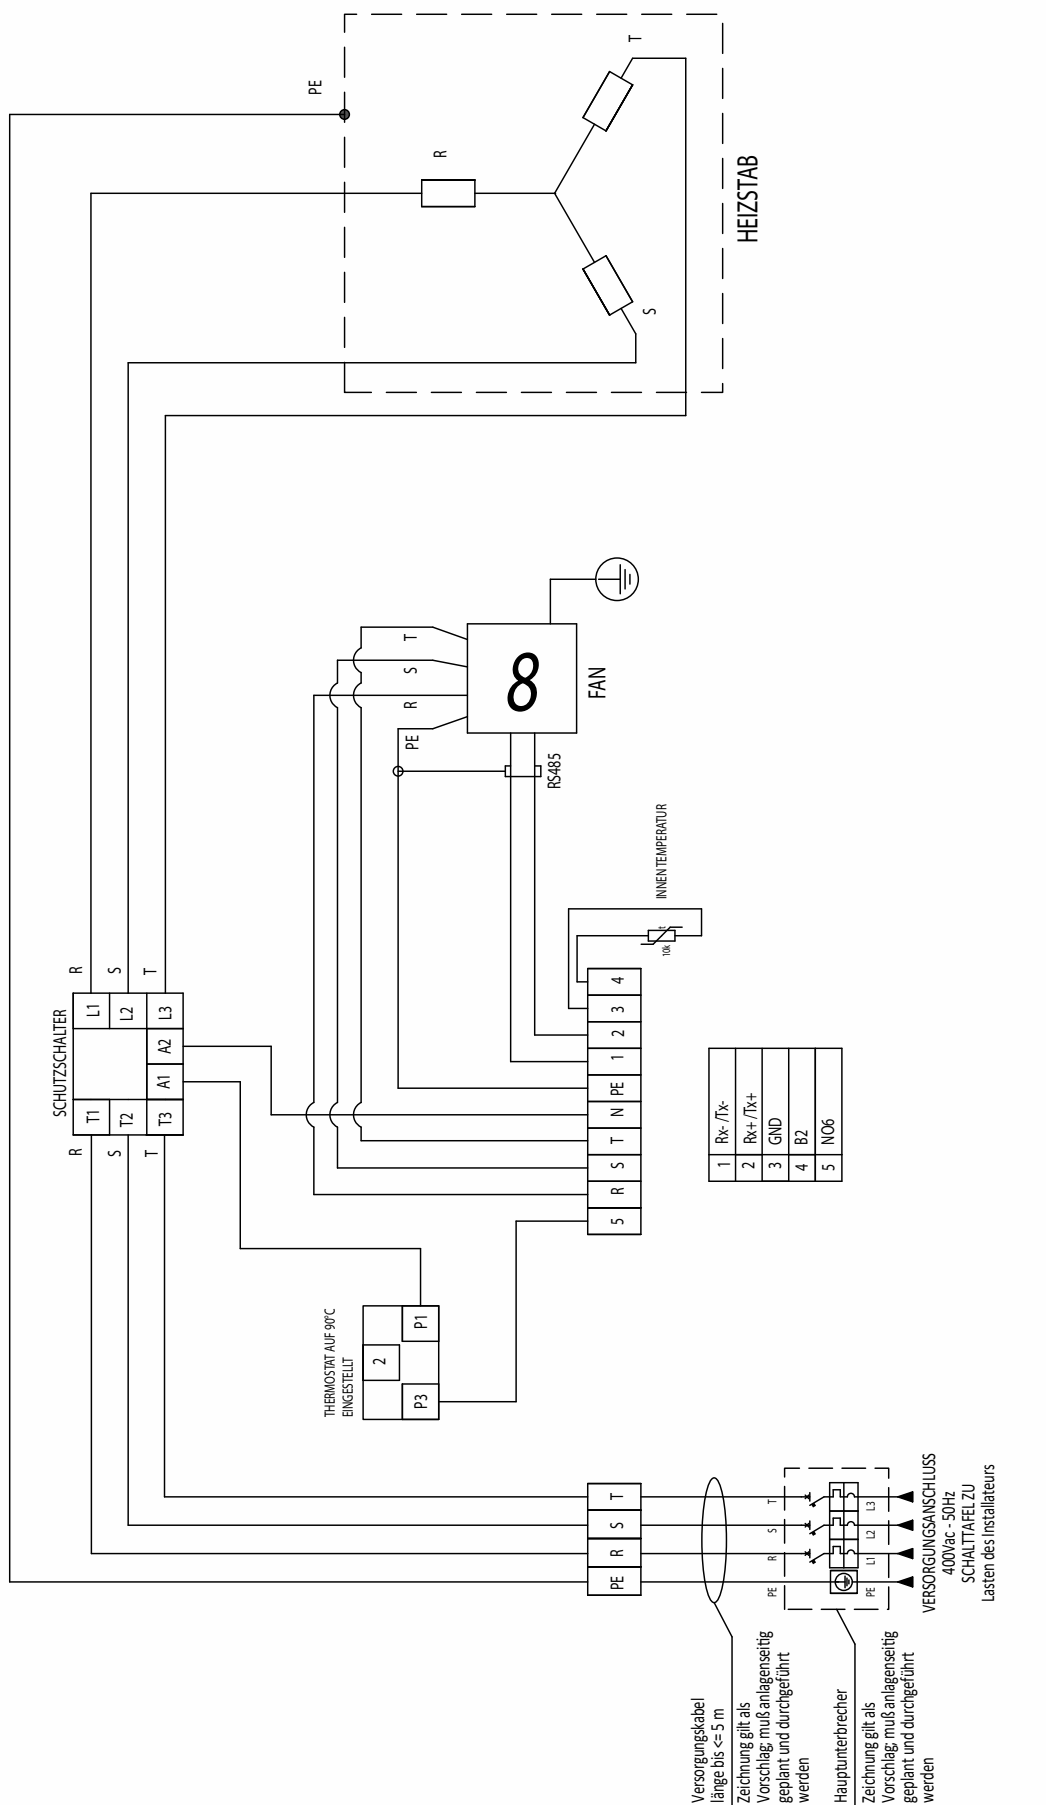 PE
R
T
S
HEIZSTAB
SCHUTZSCHALTER
R
S
T
L1
L2
L3
A2
A1
T1
T2
T3
R
S
T
T
S
R
PE
8
FAN
RS485
INNENTEMPERATUR
10k
t
4
3
2
1
PE
N
T
S
R
5
1 Rx-/Tx-
2 Rx+/Tx+
3 GND
4 B2
5 NO6
THERMOSTAT AUF 90°C
EINGESTELLT
2
P1
P3
T
S
R
PE
T
S
R
PE
L3
L2
L1
PE
VERSORGUNGSANSCHLUSS
400Vac - 50Hz
SCHALTTAFEL ZU
Lasten des Installateurs
Versorgungskabel
länge bis <= 5 m
Zeichnung gilt als
Vorschlag; muß anlagenseitig
geplant und durchgeführt
werden
Hauptunterbrecher
Zeichnung gilt als
Vorschlag; muß anlagenseitig
geplant und durchgeführt
werden